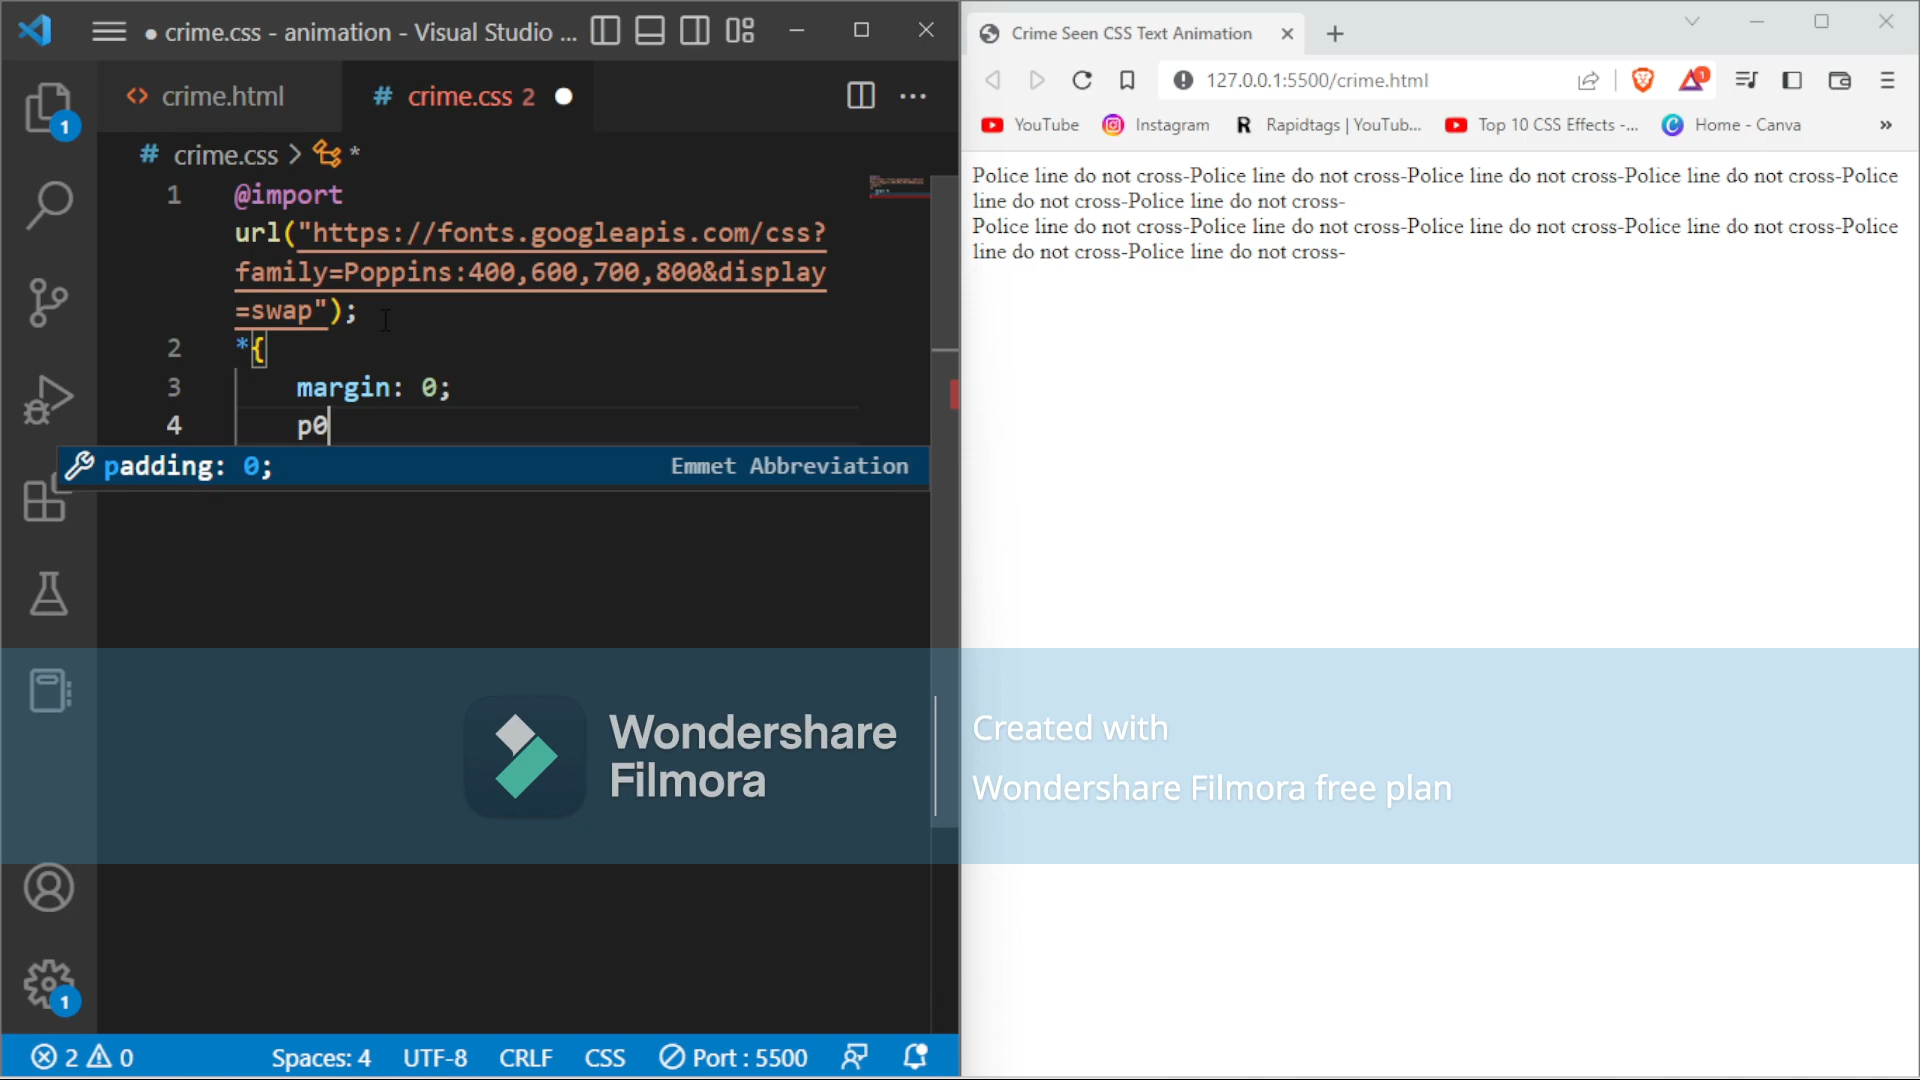 crime.css - animation - Visual Studio ...
crime.html
# crime.css 2
# crime.css > *
1 @import
url("https://fonts.googleapis.com/css?
family=Poppins:400,600,700,800&display
=swap");
2 *{
3 margin: 0;
4 p0
padding: 0; Emmet Abbreviation
1
1
2 0 Spaces: 4 UTF-8 CRLF CSS Port : 5500
Crime Seen CSS Text Animation
127.0.0.1:5500/crime.html
1
YouTube Instagram R Rapidtags | YouTub... Top 10 CSS Effects -... C Home - Canva »
Police line do not cross-Police line do not cross-Police line do not cross-Police line do not cross-Police
line do not cross-Police line do not cross-
Police line do not cross-Police line do not cross-Police line do not cross-Police line do not cross-Police
line do not cross-Police line do not cross-
Wondershare
Filmora
Created with
Wondershare Filmora free plan